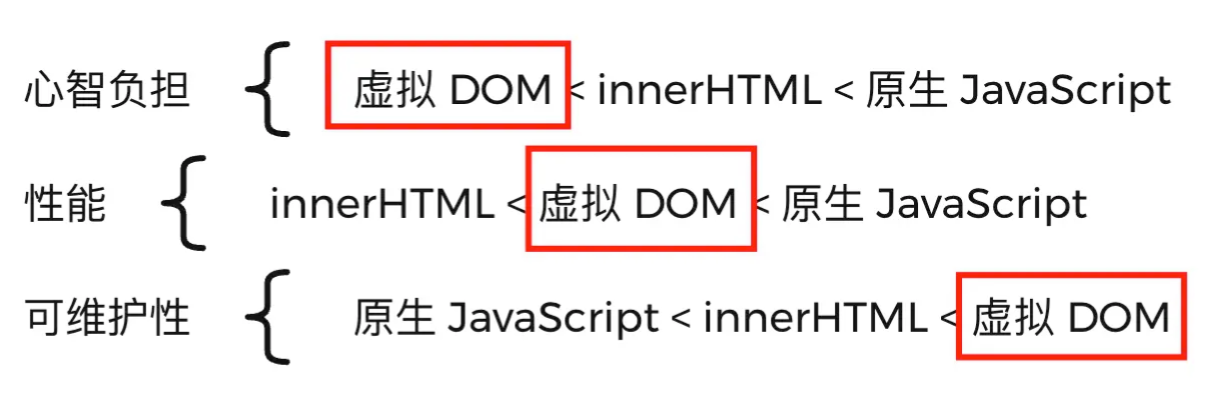 心智负担 { 虚拟 DOM < innerHTML < 原生 JavaScript
性能 { innerHTML < 虚拟 DOM < 原生 JavaScript
可维护性 { 原生 JavaScript < innerHTML < 虚拟 DOM